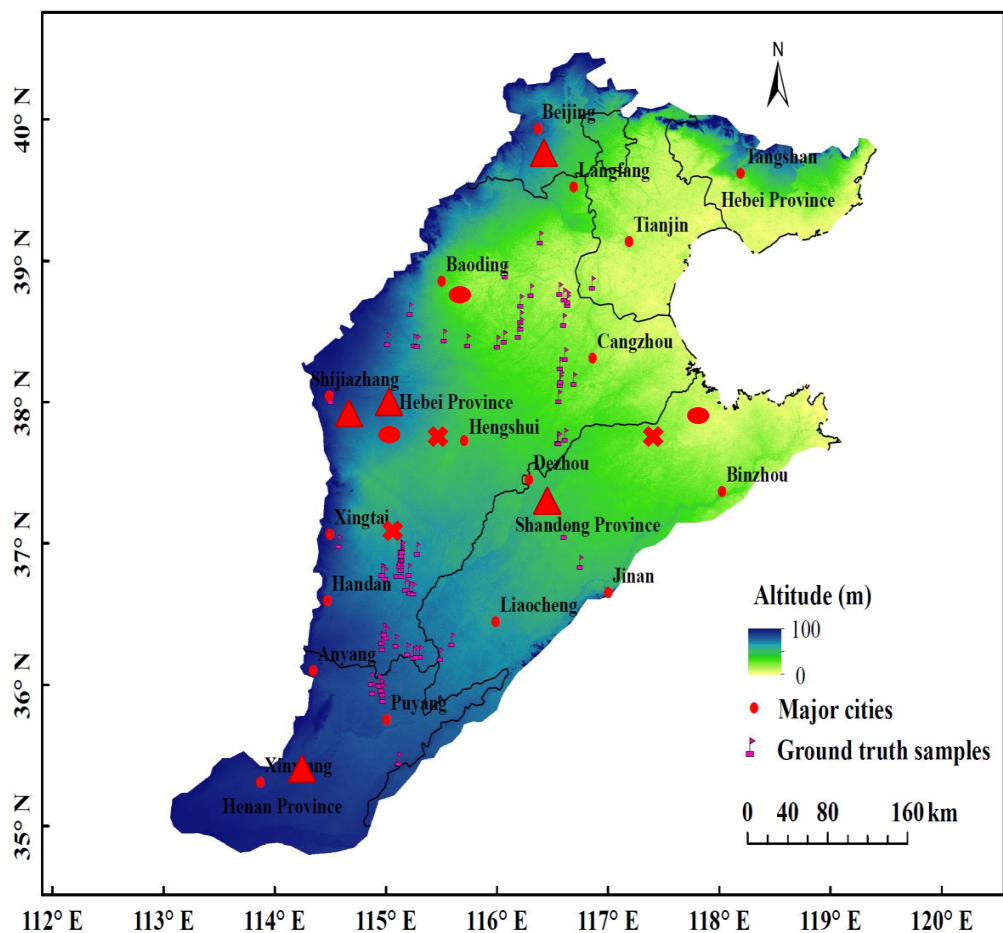 N
40° N
39° N
38° N
37° N
36° N
35° N
Beijing
Langfang
Tangshan
Hebei Province
Tianjin
Baoding
Cangzhou
Shijiazhang
Hebei Province
Hengshui
Dezhou
Binzhou
Shandong Province
Xingtai
Handan
Jinan
Liaocheng
Anyang
Puyang
Henan Province
Altitude (m)
100
0
Major cities
Ground truth samples
0 40 80 160 km
112° E 113° E 114° E 115° E 116° E 117° E 118° E 119° E 120° E